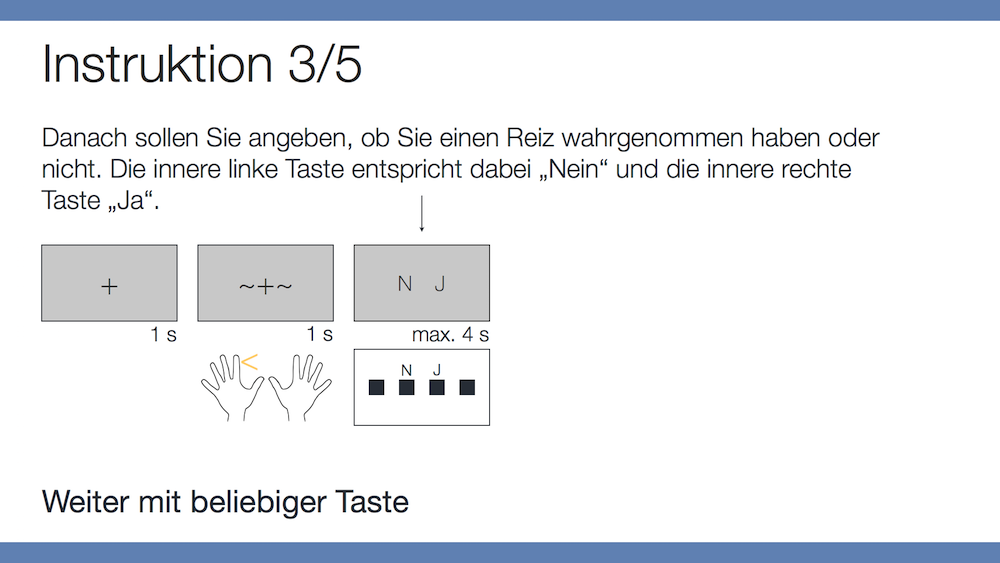 Instruktion 3/5
Danach sollen Sie angeben, ob Sie einen Reiz wahrgenommen haben oder
nicht. Die innere linke Taste entspricht dabei „Nein“ und die innere rechte
Taste „Ja“.
+
~+~
N J
1 s
1 s
max. 4 s
N J
Weiter mit beliebiger Taste